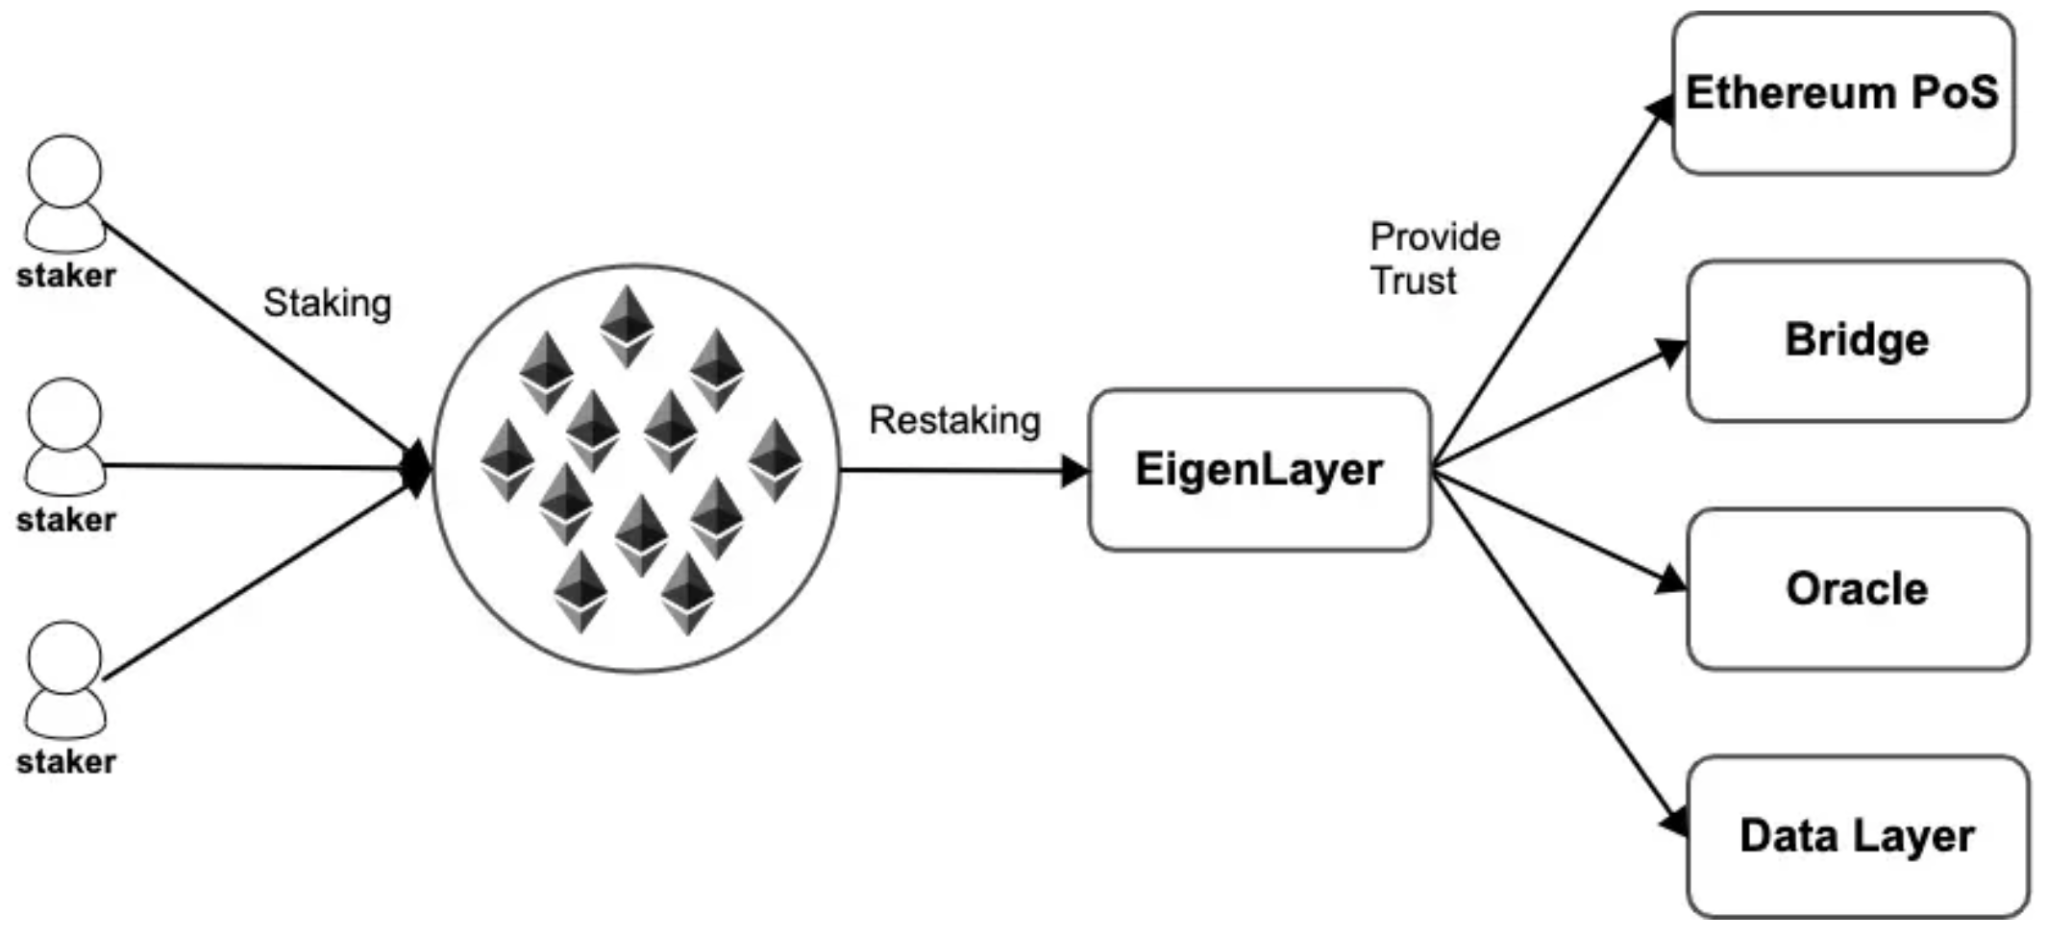 staker
Staking
staker
staker
Restaking
EigenLayer
Provide
Trust
Ethereum PoS
Bridge
Oracle
Data Layer